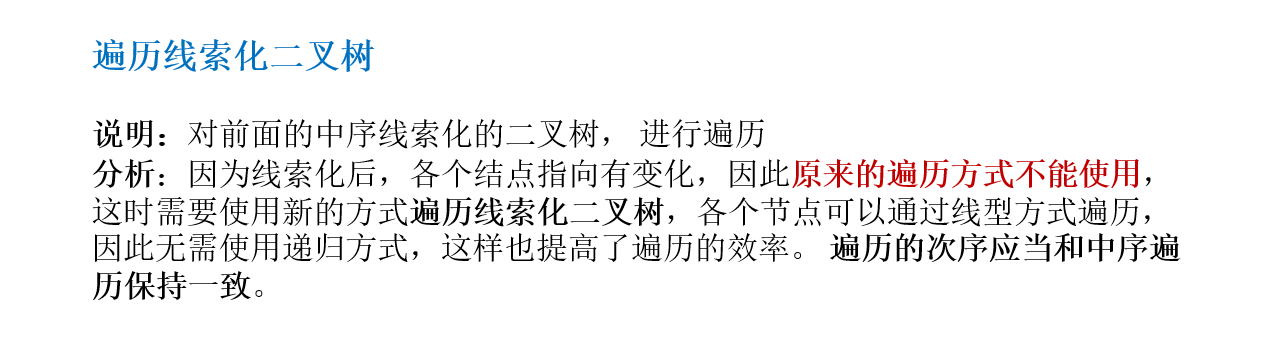 遍历线索化二叉树
说明：对前面的中序线索化的二叉树， 进行遍历
分析：因为线索化后，各个结点指向有变化，因此原来的遍历方式不能使用，
这时需要使用新的方式遍历线索化二叉树，各个节点可以通过线型方式遍历，
因此无需使用递归方式，这样也提高了遍历的效率。 遍历的次序应当和中序遍
历保持一致。